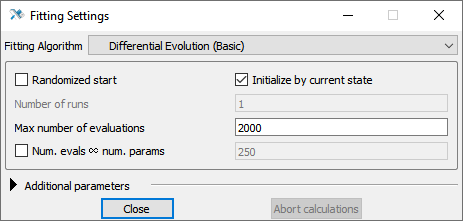 Fitting Settings
Fitting Algorithm Differential Evolution (Basic)
Randomized start Initialize by current state
Number of runs 1
Max number of evaluations 2000
Num. evals ∝ num. params 250
Additional parameters
Close Abort calculations